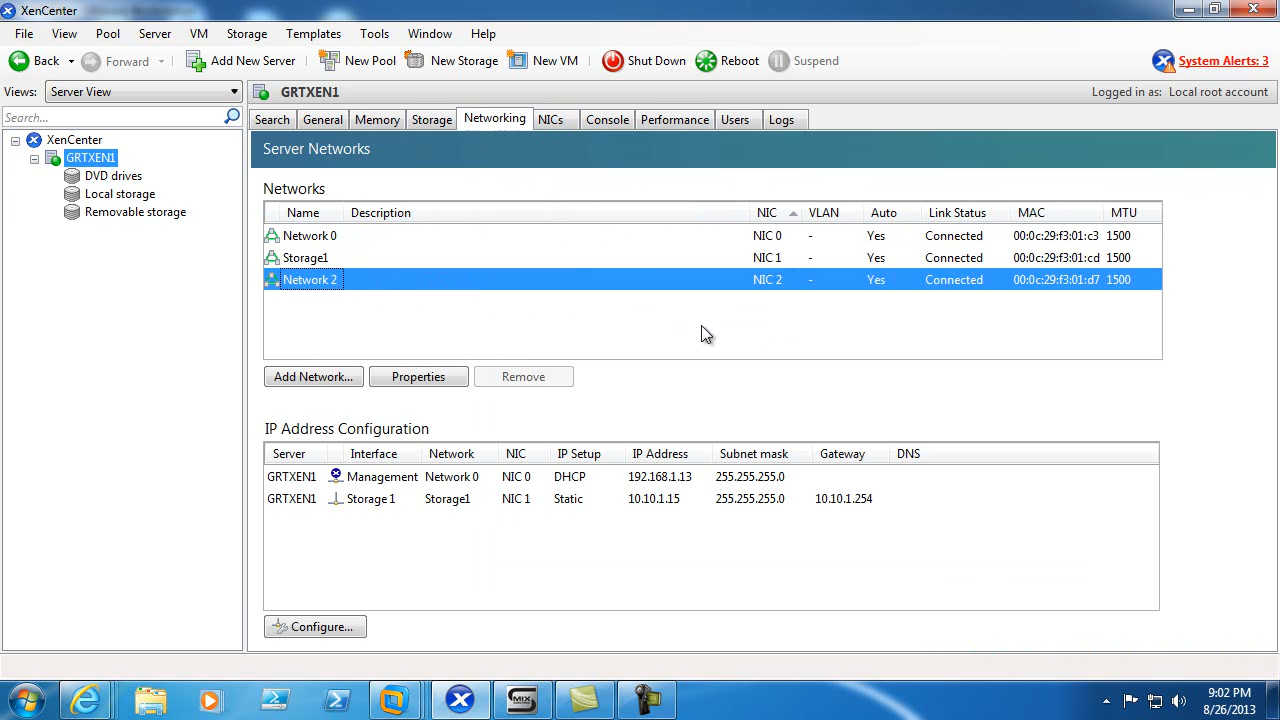 XenCenter
File View Pool Server VM Storage Templates Tools Window Help
Back Forward Add New Server New Pool New Storage New VM Shut Down Reboot Suspend System Alerts: 3
Views: Server View
GRTXEN1 Logged in as: Local root account
Search...
Search General Memory Storage Networking NICs Console Performance Users Logs
XenCenter
GRTXEN1
DVD drives
Local storage
Removable storage
Server Networks
Networks
Name Description NIC VLAN Auto Link Status MAC MTU
Network 0 NIC 0 - Yes Connected 00:0c:29:f3:01:c3 1500
Storage1 NIC 1 - Yes Connected 00:0c:29:f3:01:cd 1500
Network 2 NIC 2 - Yes Connected 00:0c:29:f3:01:d7 1500
Add Network... Properties Remove
IP Address Configuration
Server Interface Network NIC IP Setup IP Address Subnet mask Gateway DNS
GRTXEN1 Management Network 0 NIC 0 DHCP 192.168.1.13 255.255.255.0
GRTXEN1 Storage 1 Storage1 NIC 1 Static 10.10.1.15 255.255.255.0 10.10.1.254
Configure...
MIX
9:02 PM
8/26/2013